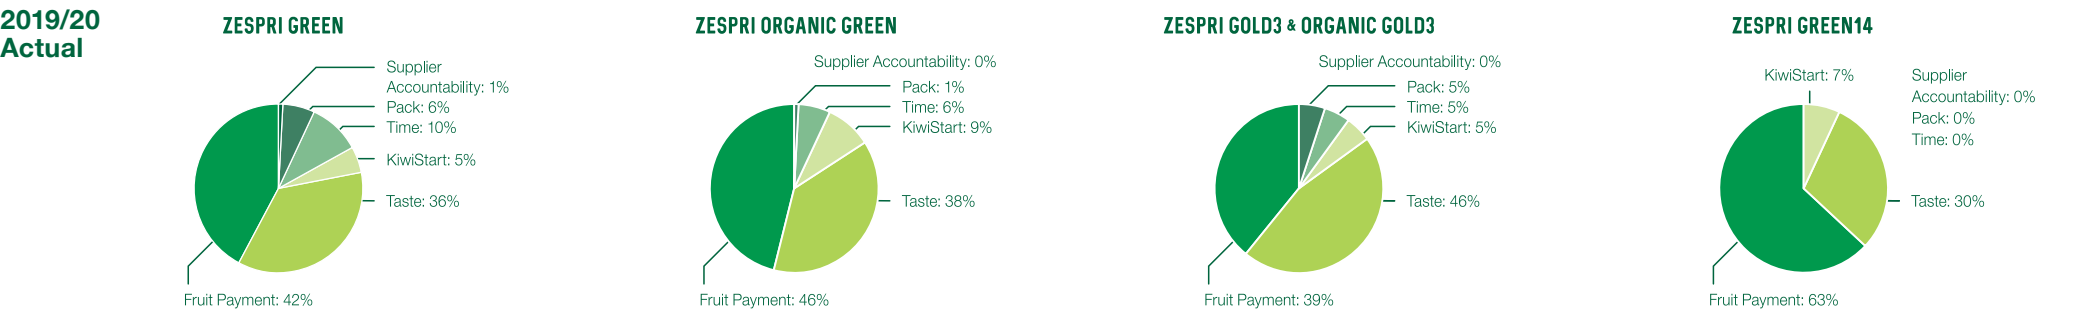 2019/20
Actual
ZESPRI GREEN
Supplier
Accountability: 1%
Pack: 6%
Time: 10%
KiwiStart: 5%
Taste: 36%
Fruit Payment: 42%
ZESPRI ORGANIC GREEN
Supplier Accountability: 0%
Pack: 1%
Time: 6%
KiwiStart: 9%
Taste: 38%
Fruit Payment: 46%
ZESPRI GOLD3 & ORGANIC GOLD3
Supplier Accountability: 0%
Pack: 5%
Time: 5%
KiwiStart: 5%
Taste: 46%
Fruit Payment: 39%
ZESPRI GREEN14
KiwiStart: 7%
Supplier
Accountability: 0%
Pack: 0%
Time: 0%
Taste: 30%
Fruit Payment: 63%